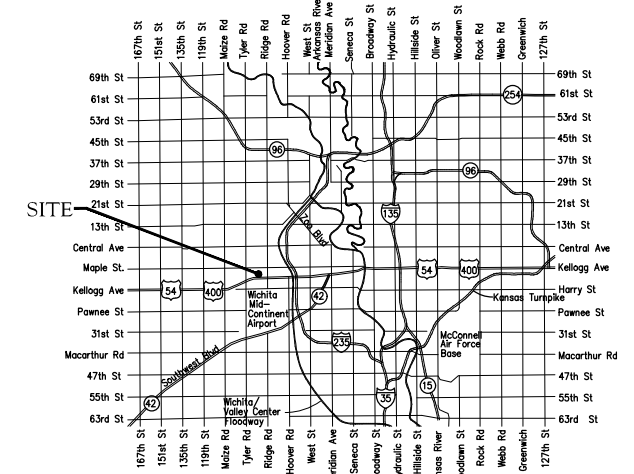 167th St
151st St
135th St
119th St
Maize Rd
Tyler Rd
Ridge Rd
Hoover Rd
West St
Arkansas River
Meridian Ave
Seneca St
Broadway St
Hydraulic St
Hillside St
Oliver St
Woodlawn St
Rock Rd
Webb Rd
Greenwich
127th St
69th St
61st St
53rd St
45th St
37th St
29th St
21st St
13th St
Central Ave
Maple St.
Kellogg Ave
Pawnee St
31st St
Macarthur Rd
47th St
55th St
63rd St
SITE
254
96
96
135
Zoo Blvd
54
400
54
400
42
Wichita
Mid-
Continent
Airport
235
Kansas Turnpike
McConnell
Air Force
Base
Southwest Blvd
42
Wichita/
Valley Center
Floodway
35
15
69th St
61st St
53rd St
45th St
37th St
29th St
21st St
13th St
Central Ave
Kellogg Ave
Harry St
Pawnee St
31st St
Macarthur Rd
47th St
55th St
63rd St
167th St
151st St
135th St
119th St
Maize Rd
Tyler Rd
Ridge Rd
Hoover Rd
West St
ridian Ave
Seneca St
oadway St
draulic St
Hillside St
nsas River
odlawn St
Rock Rd
Webb Rd
Greenwich
127th St